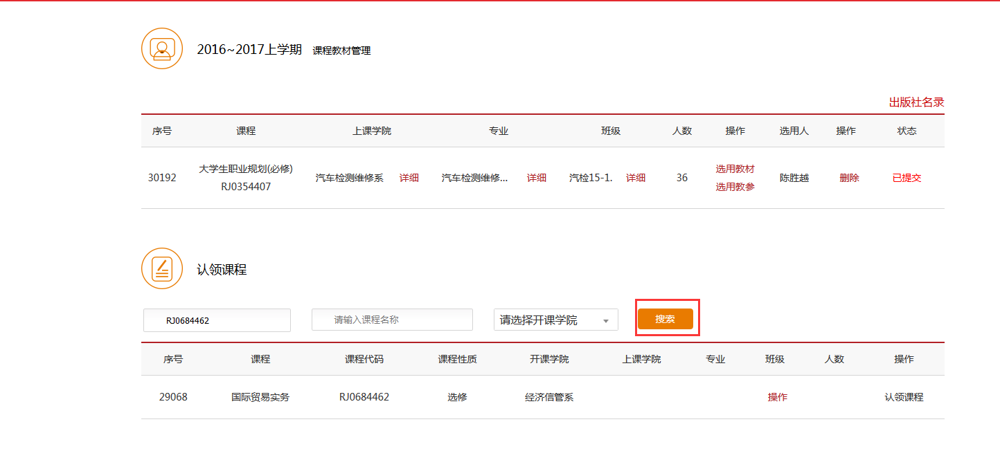 2016~2017上学期 课程教材管理
出版社名录
序号 课程 上课学院 专业 班级 人数 操作 选用人 操作 状态
30192 大学生职业规划(必修) 汽车检测维修系 详细 汽车检测维修... 详细 汽检15-1. 详细 36 选用教材 陈胜越 删除 已提交
RJ0354407 选用教参
认领课程
RJ0684462 请输入课程名称 请选择开课学院 搜索
序号 课程 课程代码 课程性质 开课学院 上课学院 专业 班级 人数 操作
29068 国际贸易实务 RJ0684462 选修 经济信管系 操作 认领课程